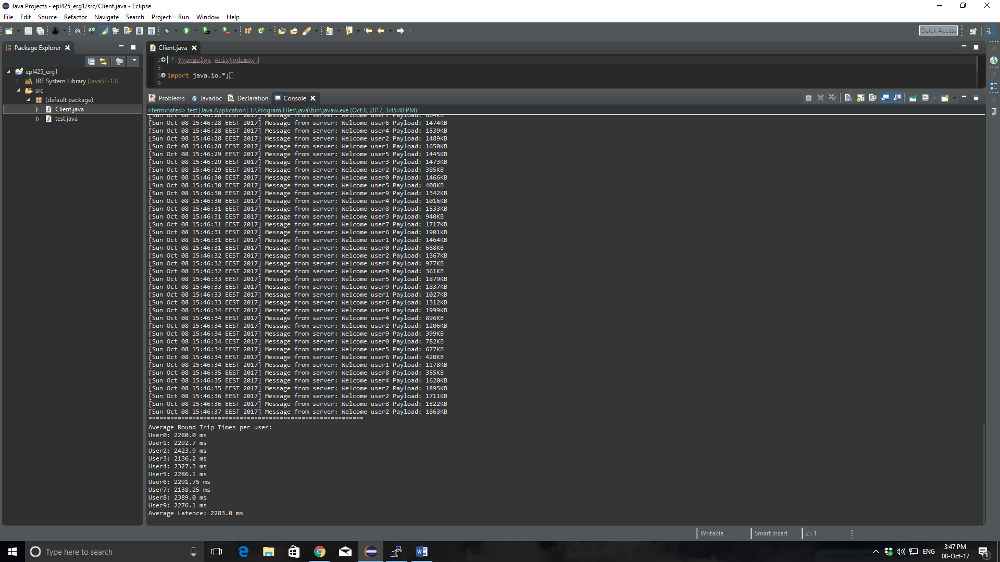 Java Projects - epl425_erg1/src/Client.java - Eclipse
File Edit Source Refactor Navigate Search Project Run Window Help
Quick Access
Package Explorer
Client.java
epl425_erg1
JRE System Library [JavaSE-1.8]
src
(default package)
Client.java
test.java
2 * Evangelos Aristodemou
5
6 import java.io.*;
9
Problems Javadoc Declaration Console
<terminated> test [Java Application] T:\Program Files\java\bin\javaw.exe (Oct 8, 2017, 3:45:48 PM)
[Sun Oct 08 15:46:28 EEST 2017] Message from server: Welcome user7 Payload: 664KB
[Sun Oct 08 15:46:28 EEST 2017] Message from server: Welcome user6 Payload: 1474KB
[Sun Oct 08 15:46:28 EEST 2017] Message from server: Welcome user4 Payload: 1539KB
[Sun Oct 08 15:46:28 EEST 2017] Message from server: Welcome user2 Payload: 1489KB
[Sun Oct 08 15:46:28 EEST 2017] Message from server: Welcome user1 Payload: 1650KB
[Sun Oct 08 15:46:29 EEST 2017] Message from server: Welcome user5 Payload: 1445KB
[Sun Oct 08 15:46:29 EEST 2017] Message from server: Welcome user3 Payload: 1473KB
[Sun Oct 08 15:46:29 EEST 2017] Message from server: Welcome user2 Payload: 385KB
[Sun Oct 08 15:46:30 EEST 2017] Message from server: Welcome user0 Payload: 1466KB
[Sun Oct 08 15:46:30 EEST 2017] Message from server: Welcome user5 Payload: 408KB
[Sun Oct 08 15:46:30 EEST 2017] Message from server: Welcome user9 Payload: 1342KB
[Sun Oct 08 15:46:30 EEST 2017] Message from server: Welcome user4 Payload: 1016KB
[Sun Oct 08 15:46:31 EEST 2017] Message from server: Welcome user8 Payload: 1533KB
[Sun Oct 08 15:46:31 EEST 2017] Message from server: Welcome user3 Payload: 940KB
[Sun Oct 08 15:46:31 EEST 2017] Message from server: Welcome user7 Payload: 1717KB
[Sun Oct 08 15:46:31 EEST 2017] Message from server: Welcome user6 Payload: 1901KB
[Sun Oct 08 15:46:31 EEST 2017] Message from server: Welcome user1 Payload: 1464KB
[Sun Oct 08 15:46:31 EEST 2017] Message from server: Welcome user0 Payload: 668KB
[Sun Oct 08 15:46:32 EEST 2017] Message from server: Welcome user2 Payload: 1367KB
[Sun Oct 08 15:46:32 EEST 2017] Message from server: Welcome user4 Payload: 977KB
[Sun Oct 08 15:46:32 EEST 2017] Message from server: Welcome user0 Payload: 361KB
[Sun Oct 08 15:46:33 EEST 2017] Message from server: Welcome user5 Payload: 1879KB
[Sun Oct 08 15:46:33 EEST 2017] Message from server: Welcome user9 Payload: 1837KB
[Sun Oct 08 15:46:33 EEST 2017] Message from server: Welcome user1 Payload: 1027KB
[Sun Oct 08 15:46:33 EEST 2017] Message from server: Welcome user6 Payload: 1312KB
[Sun Oct 08 15:46:34 EEST 2017] Message from server: Welcome user8 Payload: 1999KB
[Sun Oct 08 15:46:34 EEST 2017] Message from server: Welcome user4 Payload: 896KB
[Sun Oct 08 15:46:34 EEST 2017] Message from server: Welcome user2 Payload: 1206KB
[Sun Oct 08 15:46:34 EEST 2017] Message from server: Welcome user9 Payload: 399KB
[Sun Oct 08 15:46:34 EEST 2017] Message from server: Welcome user0 Payload: 782KB
[Sun Oct 08 15:46:34 EEST 2017] Message from server: Welcome user5 Payload: 677KB
[Sun Oct 08 15:46:34 EEST 2017] Message from server: Welcome user6 Payload: 420KB
[Sun Oct 08 15:46:34 EEST 2017] Message from server: Welcome user1 Payload: 1178KB
[Sun Oct 08 15:46:35 EEST 2017] Message from server: Welcome user8 Payload: 355KB
[Sun Oct 08 15:46:35 EEST 2017] Message from server: Welcome user4 Payload: 1620KB
[Sun Oct 08 15:46:35 EEST 2017] Message from server: Welcome user2 Payload: 1895KB
[Sun Oct 08 15:46:36 EEST 2017] Message from server: Welcome user2 Payload: 1711KB
[Sun Oct 08 15:46:36 EEST 2017] Message from server: Welcome user8 Payload: 1522KB
[Sun Oct 08 15:46:37 EEST 2017] Message from server: Welcome user2 Payload: 1863KB
***********************************************************
Average Round Trip Times per user:
User0: 2280.0 ms
User1: 2292.7 ms
User2: 2423.9 ms
User3: 2136.2 ms
User4: 2327.3 ms
User5: 2286.1 ms
User6: 2291.75 ms
User7: 2138.25 ms
User8: 2389.0 ms
User9: 2276.1 ms
Average Latence: 2283.0 ms
Writable Smart Insert 2 : 1
Type here to search
ENG
3:47 PM
08-Oct-17
1